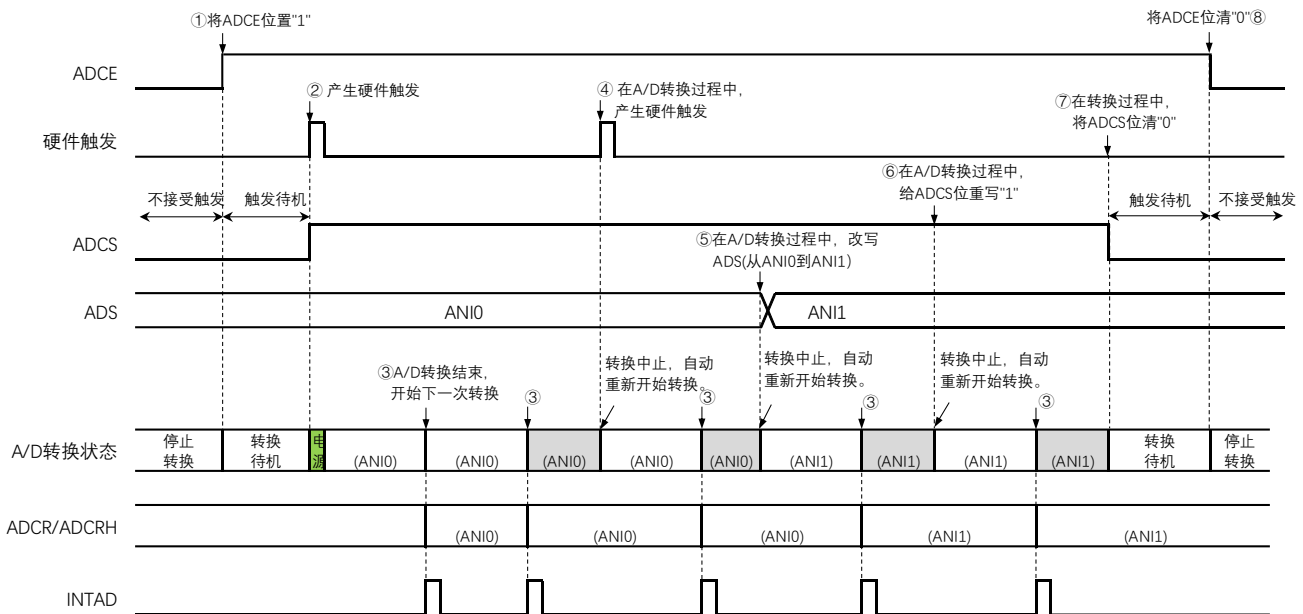 ①将ADCE位置"1"
将ADCE位清"0"⑧
ADCE
② 产生硬件触发
④ 在A/D转换过程中，
产生硬件触发
⑦在转换过程中，
将ADCS位清"0"
硬件触发
⑥在A/D转换过程中，
给ADCS位重写"1"
不接受触发
触发待机
触发待机
不接受触发
ADCS
⑤在A/D转换过程中，改写
ADS(从ANI0到ANI1）
ADS
ANI0
ANI1
③A/D转换结束，
开始下一次转换
③
转换中止，自动
重新开始转换。
③
转换中止，自动
重新开始转换。
③
转换中止，自动
重新开始转换。
③
A/D转换状态
停止
转换
转换
待机
电
源
(ANI0)
(ANI0)
(ANI0)
(ANI0)
(ANI0)
(ANI1)
(ANI1)
(ANI1)
(ANI1)
转换
待机
停止
转换
ADCR/ADCRH
(ANI0)
(ANI0)
(ANI0)
(ANI1)
(ANI1)
INTAD